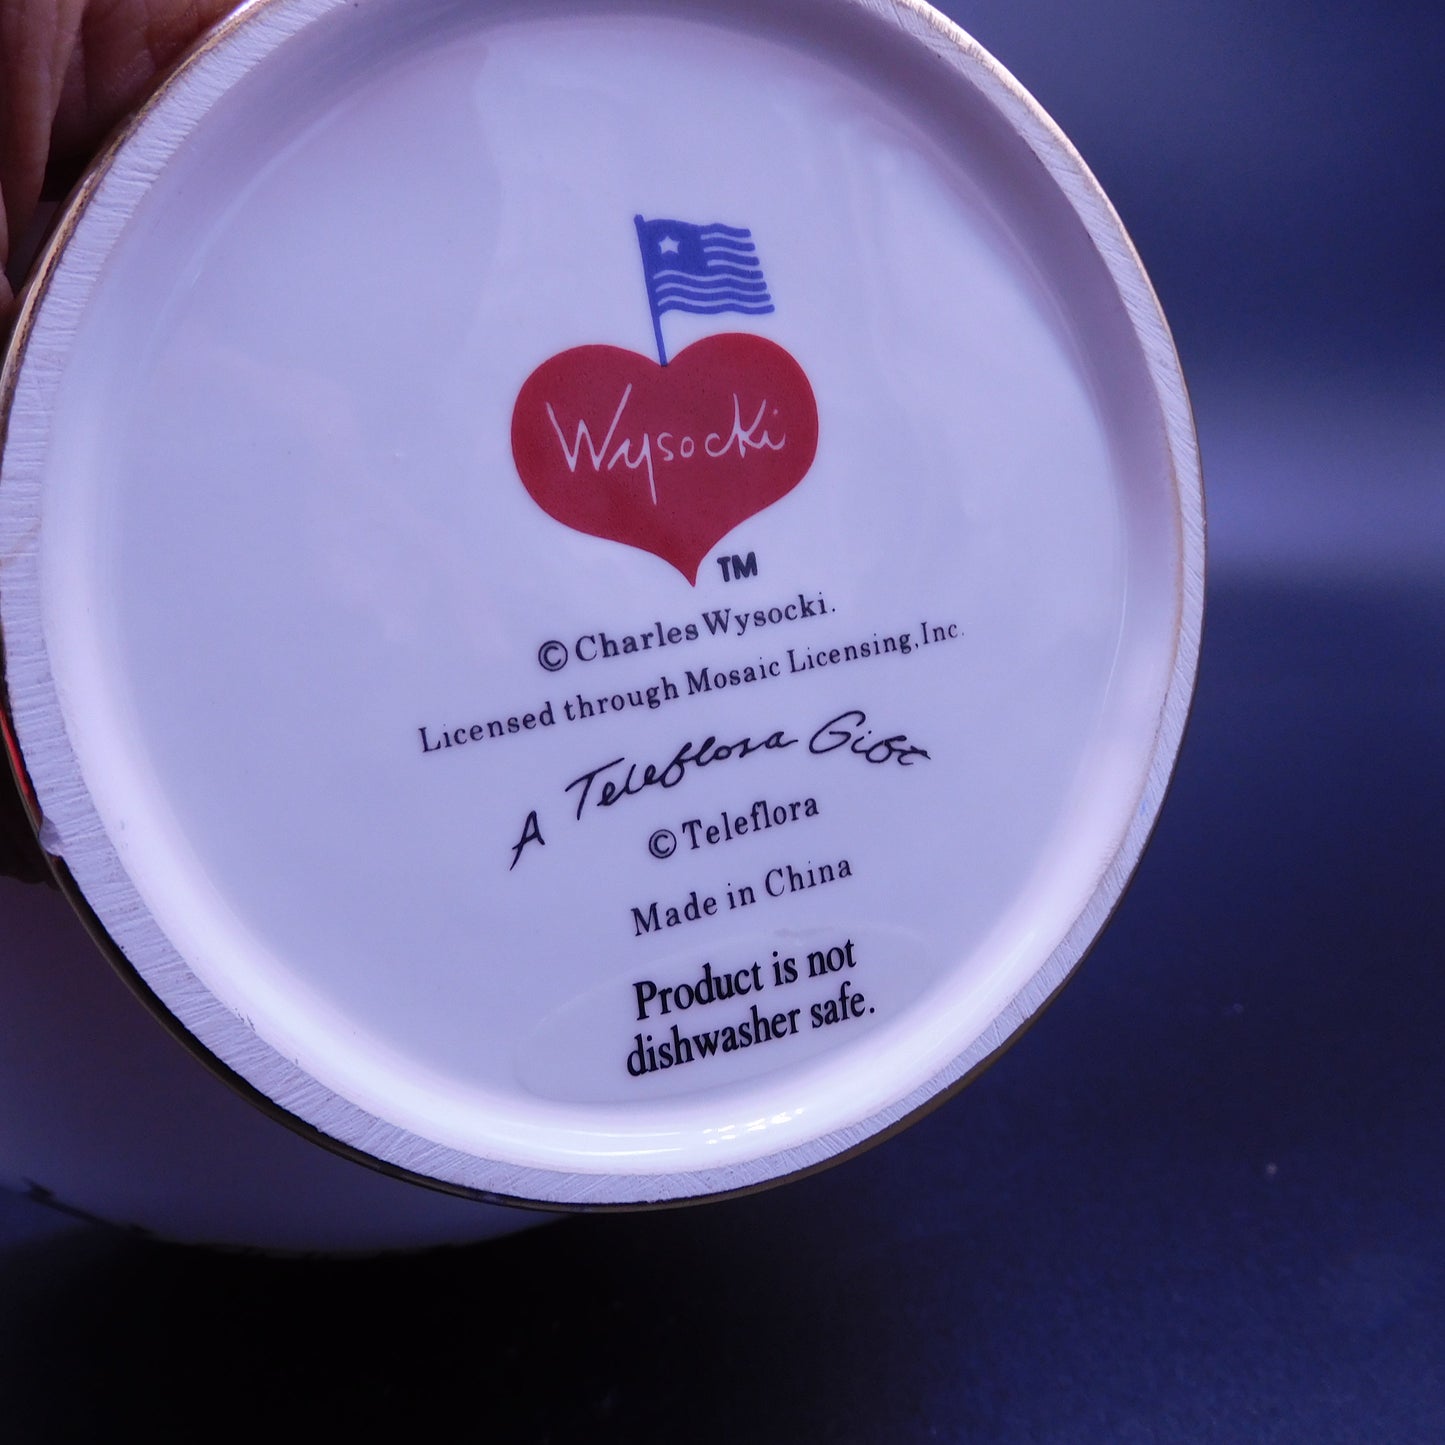 Wysocki
TM
© Charles Wysocki.
Licensed through Mosaic Licensing, Inc.
A Teleflora Gift
© Teleflora
Made in China
Product is not
dishwasher safe.